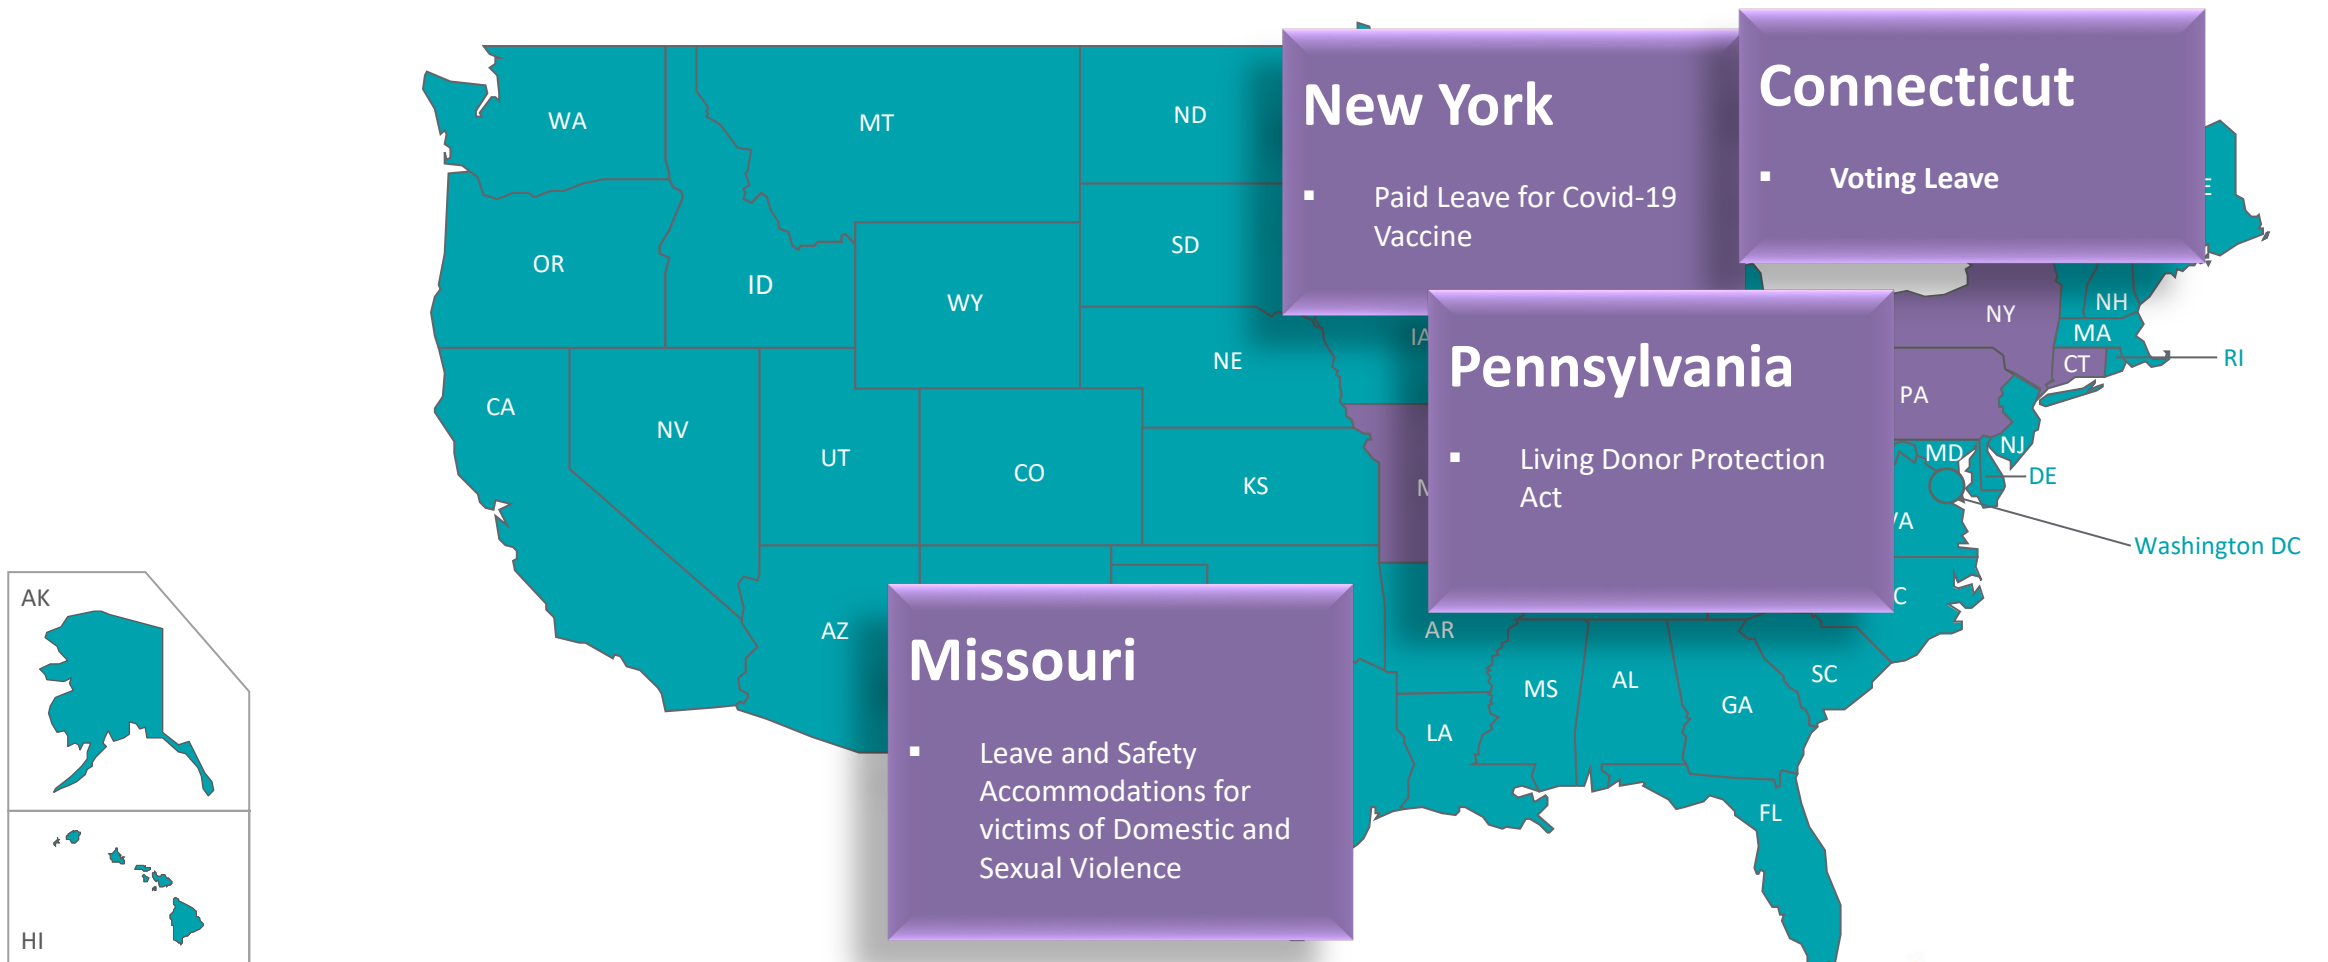 New York
▪ Paid Leave for Covid-19
Vaccine
Connecticut
▪ Voting Leave
Pennsylvania
▪ Living Donor Protection
Act
Missouri
▪ Leave and Safety
Accommodations for
victims of Domestic and
Sexual Violence
WA
MT
ND
OR
ID
SD
WY
NE
CA
NV
UT
CO
KS
AZ
AR
MS
AL
GA
SC
LA
FL
NY
NH
MA
CT
RI
PA
NJ
MD
DE
Washington DC
AK
HI